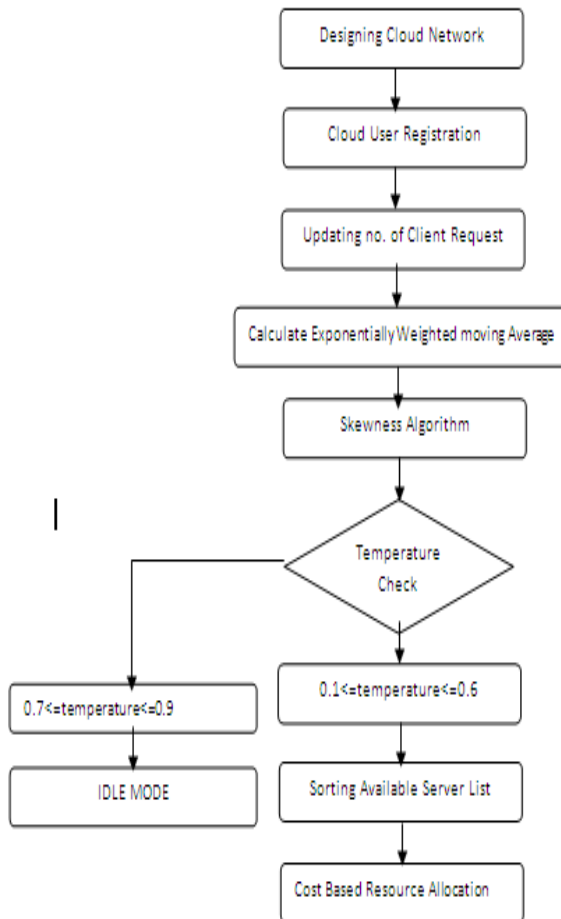 Designing Cloud Network
Cloud User Registration
Updating no. of Client Request
Calculate Exponentially Weighted moving Average
Skewness Algorithm
Temperature
Check
0.7<=temperature<=0.9
0.1<=temperature<=0.6
IDLE MODE
Sorting Available Server List
Cost Based Resource Allocation